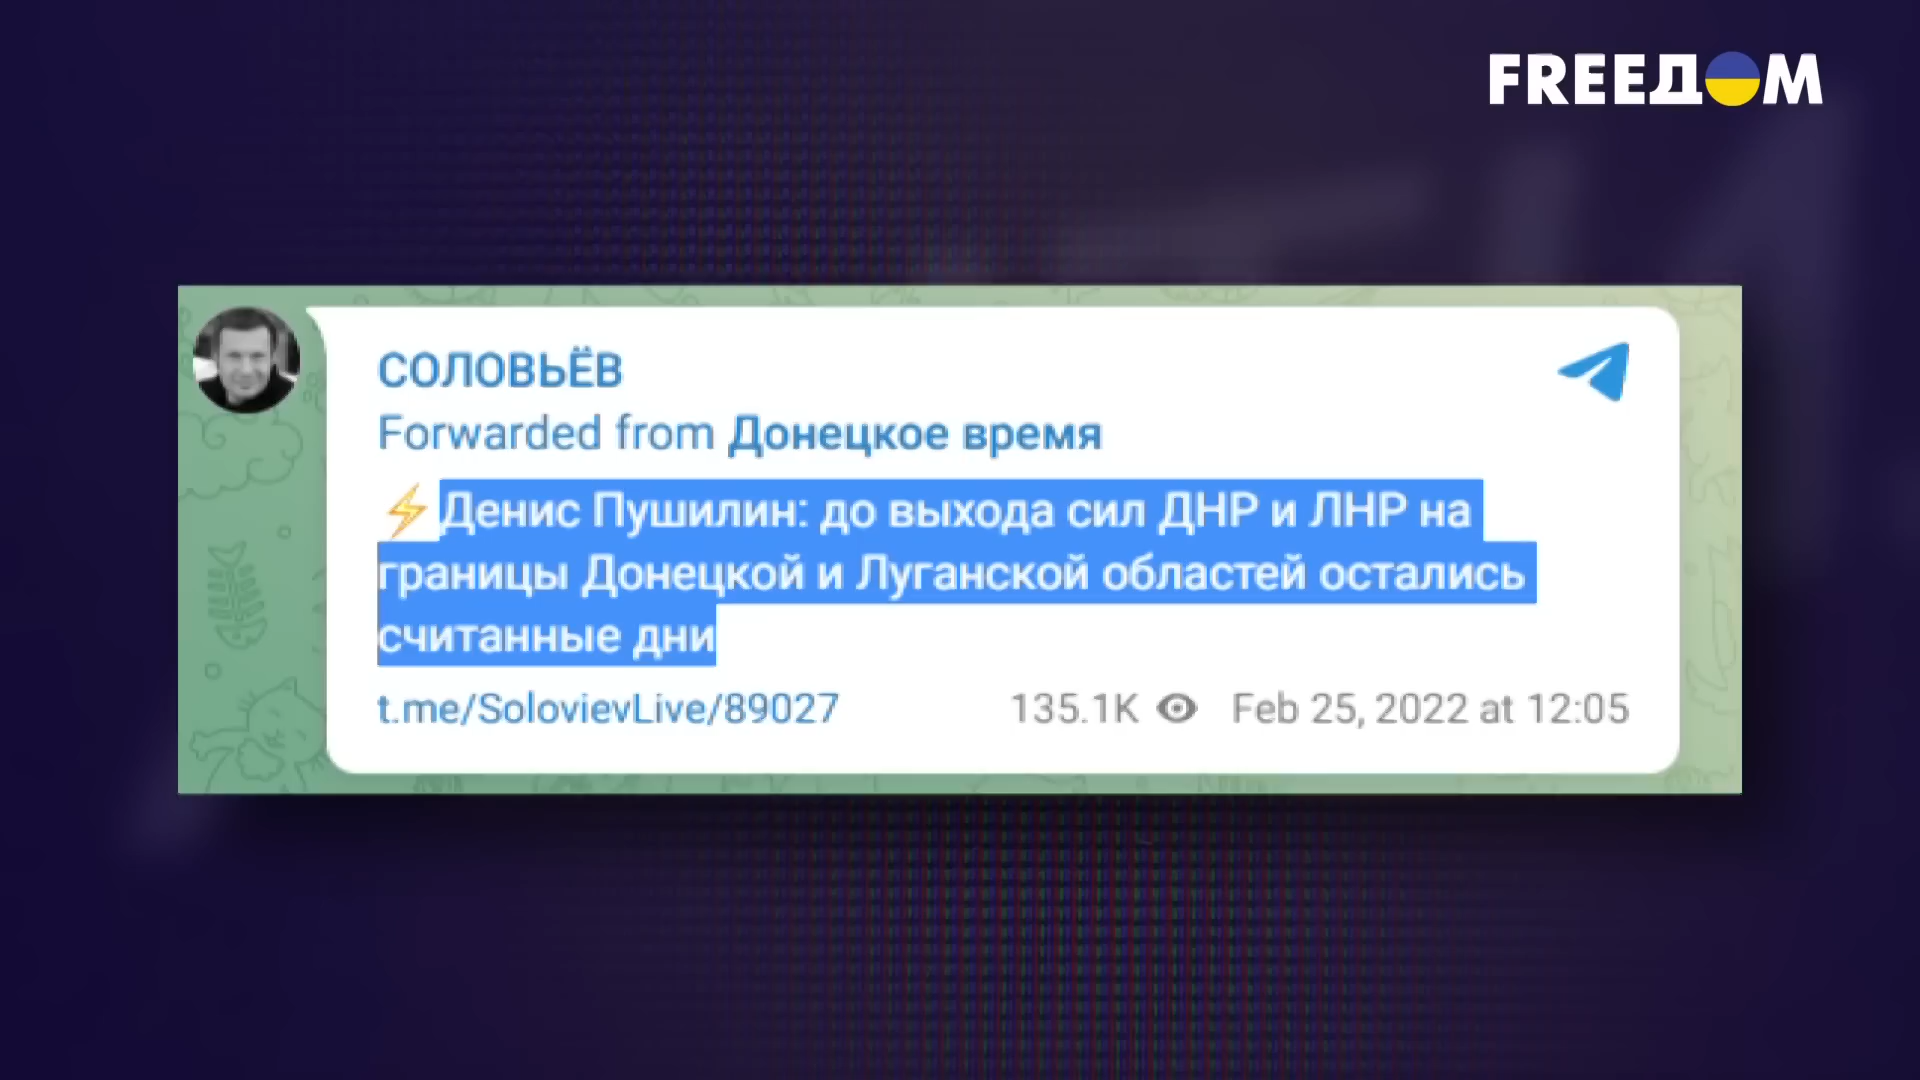 FREEДOM
СОЛОВЬЁВ
Forwarded from Донецкое время
⚡Денис Пушилин: до выхода сил ДНР и ЛНР на
границы Донецкой и Луганской областей остались
считанные дни
t.me/SolovievLive/89027 135.1K Feb 25, 2022 at 12:05